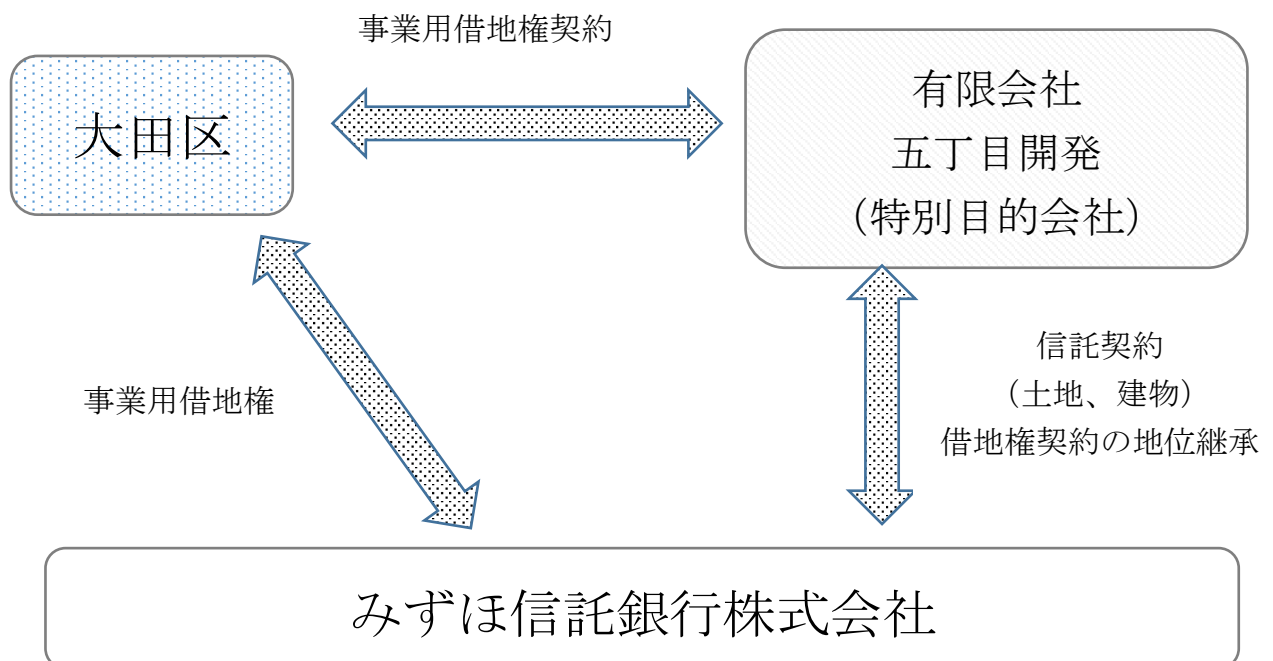 事業用借地権契約
大田区
有限会社
五丁目開発
（特別目的会社）
事業用借地権
信託契約
（土地、建物）
借地権契約の地位継承
みずほ信託銀行株式会社